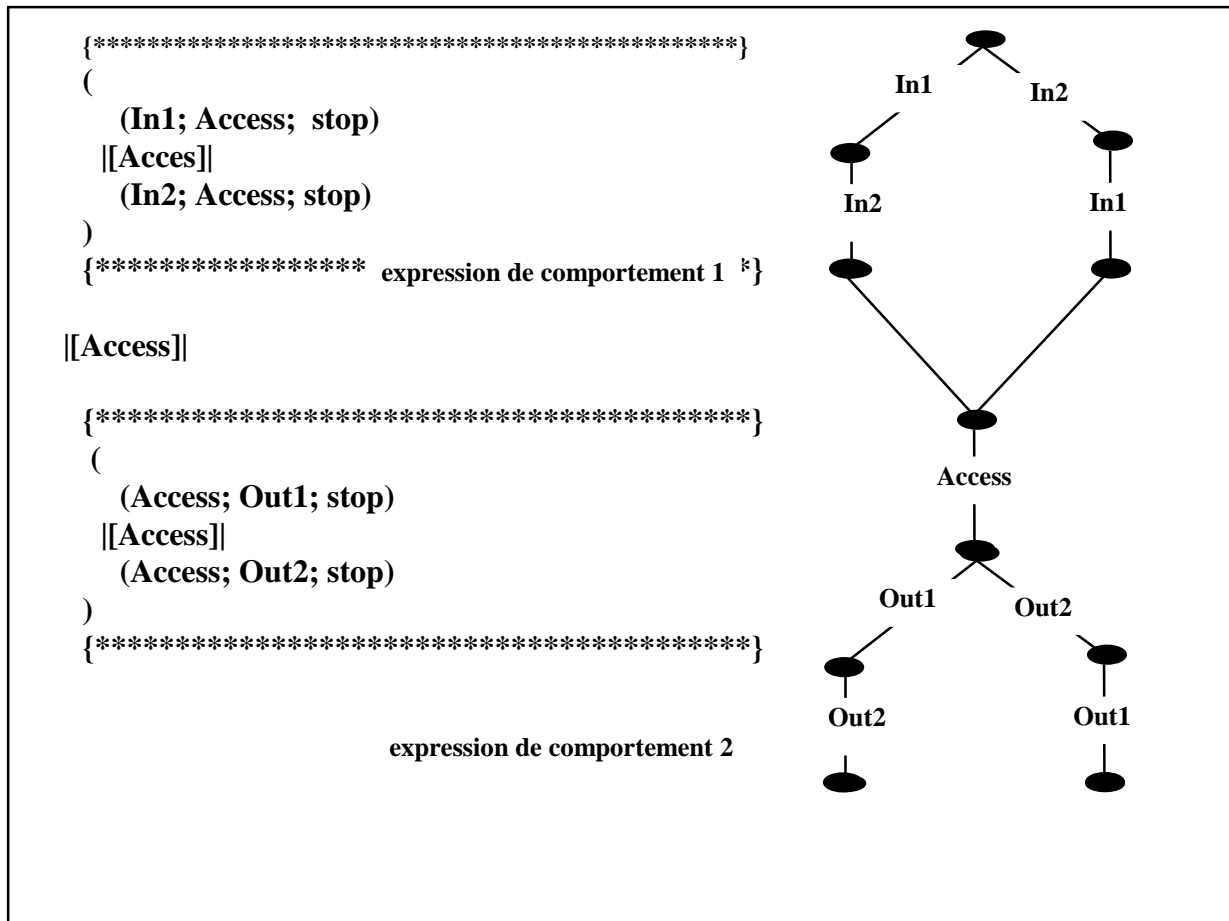 {************************************************}
(
(In1; Access; stop)
|[Acces]|
(In2; Access; stop)
)
{***************** expression de comportement 1 *}
|[Access]|
{*****************************************}
(
(Access; Out1; stop)
|[Access]|
(Access; Out2; stop)
)
{*****************************************}
expression de comportement 2
In1 In2
In2 In1
Access
Out1 Out2
Out2 Out1